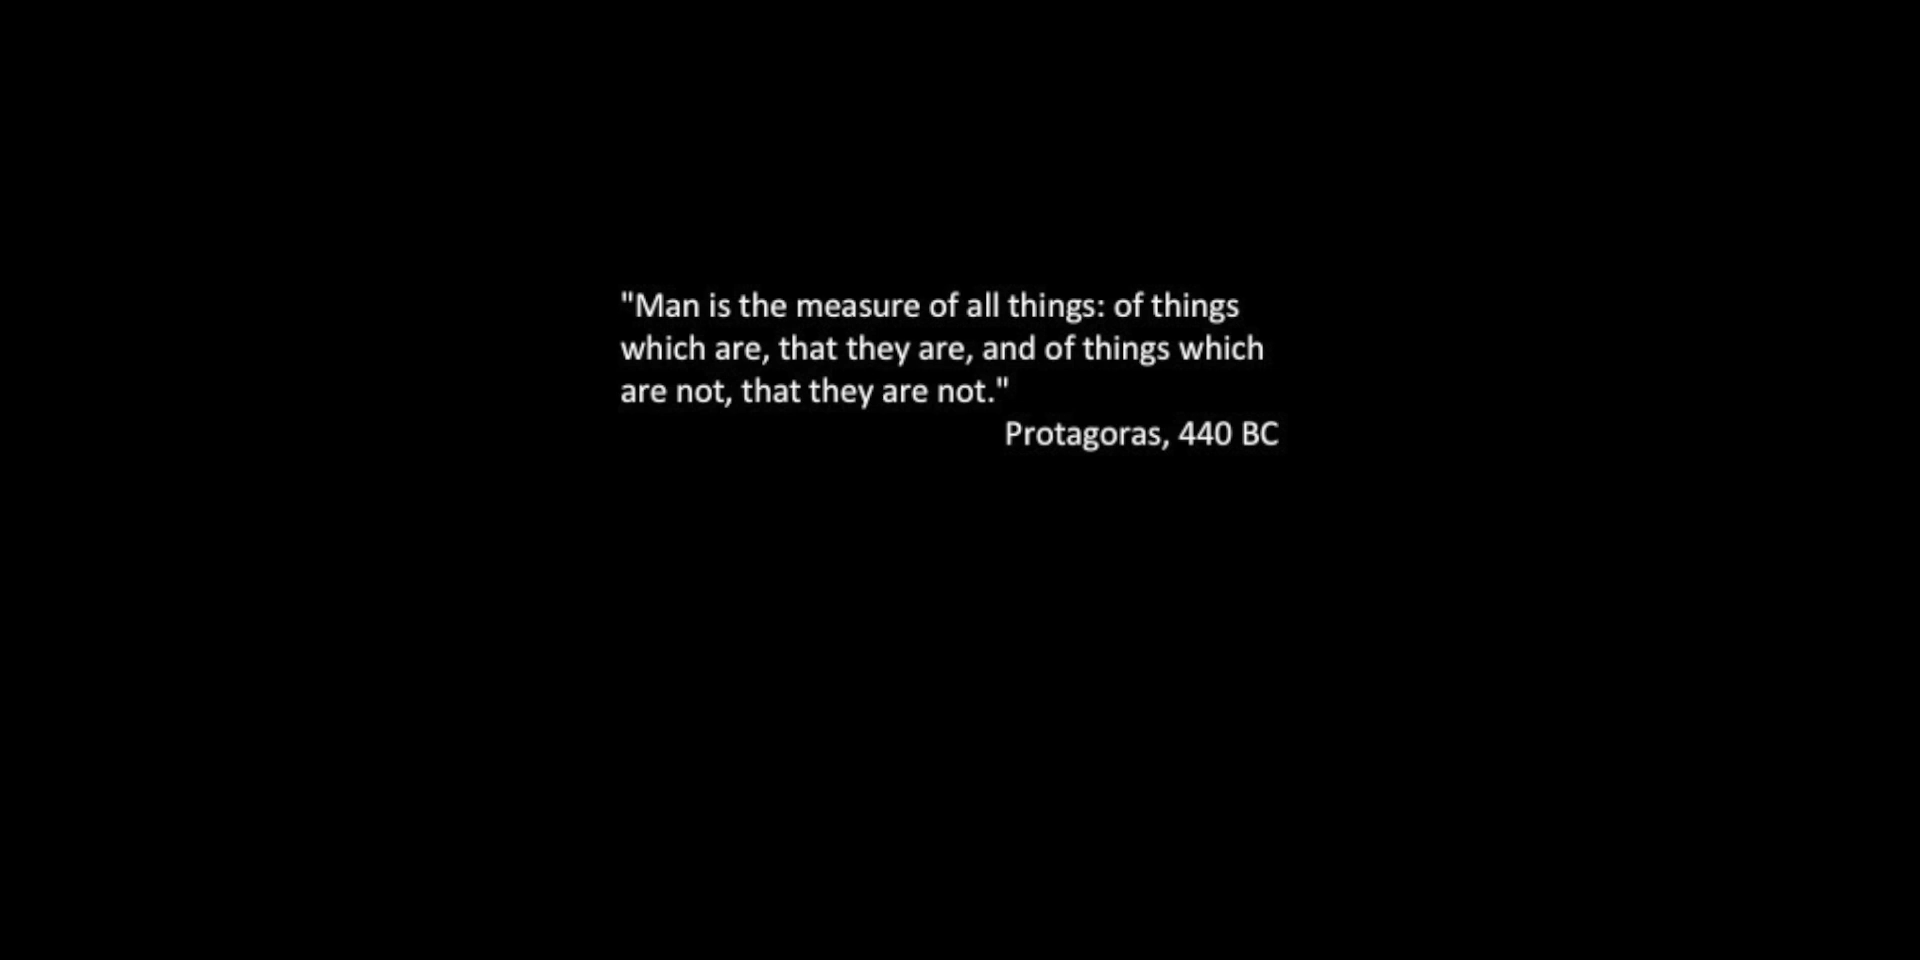 "Man is the measure of all things: of things
which are, that they are, and of things which
are not, that they are not."
Protagoras, 440 BC